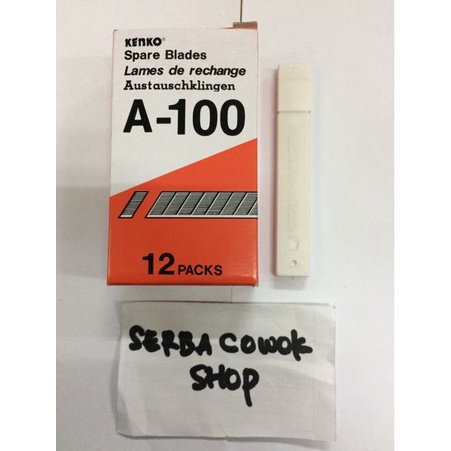 KENKO®
Spare Blades
Lames de rechange
Austauschklingen
A-100
12 PACKS
SERBA COWOK
SHOP